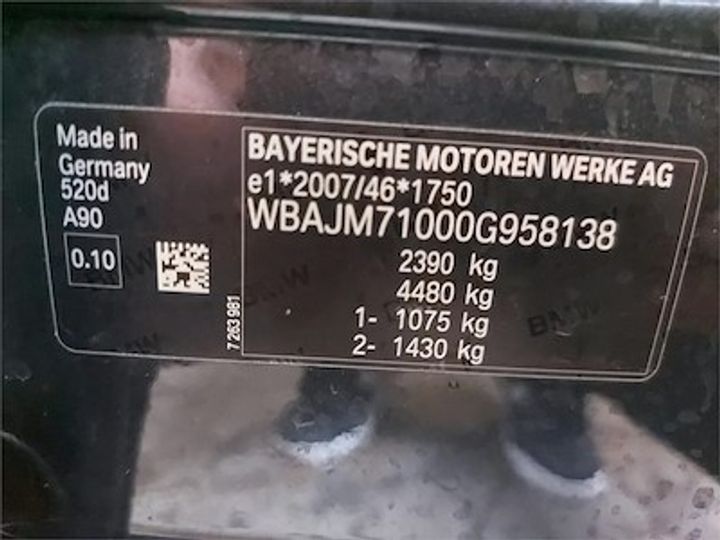 Made in
Germany
520d
A90
0.10
7 263 981
BAYERISCHE MOTOREN WERKE AG
e1*2007/46*1750
WBAJM71000G958138
2390 kg
4480 kg
1- 1075 kg
2- 1430 kg
BMW